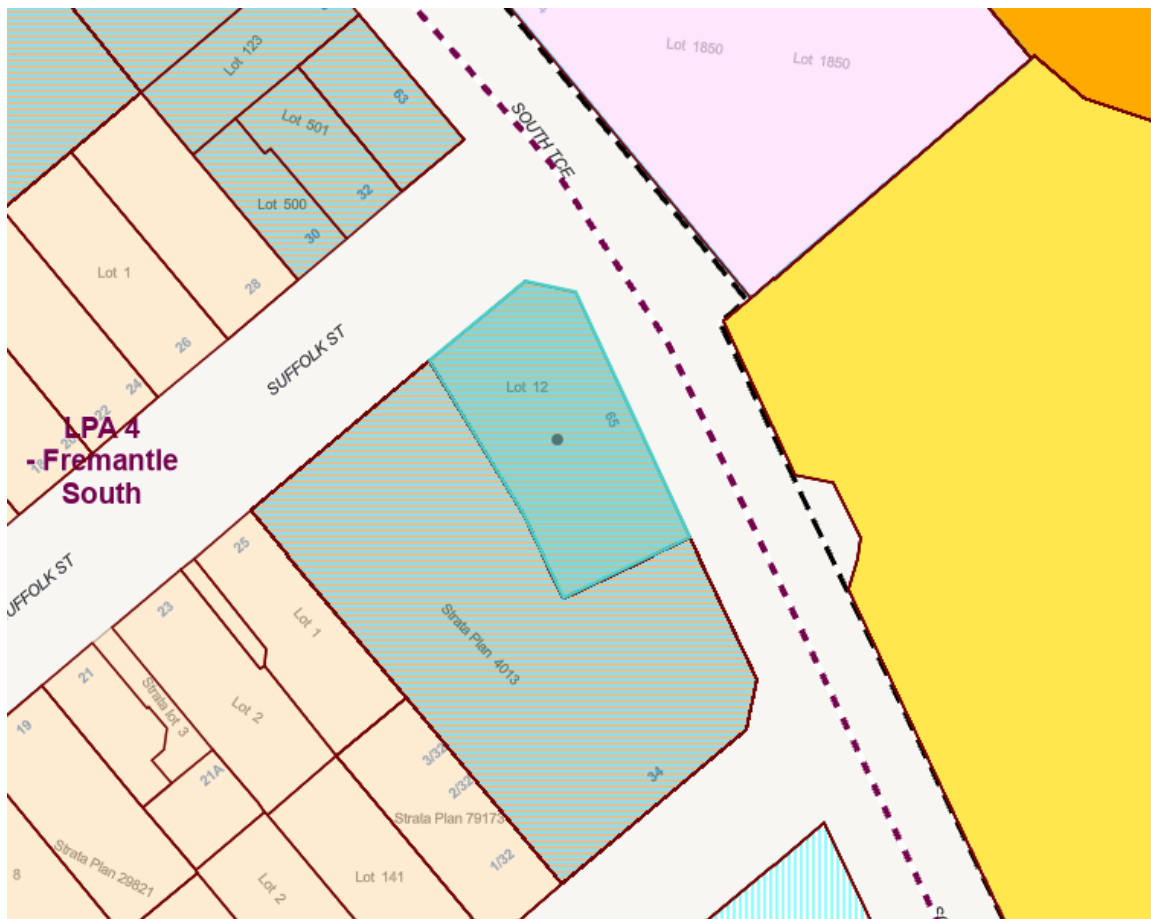 Lot 123
Lot 1850
Lot 1850
63
Lot 501
SOUTH TCE
32
Lot 500
30
Lot 1
28
26
SUFFOLK ST
24
22
Lot 12
65
LPA 4
- Fremantle
South
18
25
SUFFOLK ST
23
Lot 1
Strata Plan 4013
21
Strata lot 3
Lot 2
19
3/32
21A
2/32
34
Strata Plan 79173
Strata Plan 29821
1/32
8
Lot 2
Lot 141